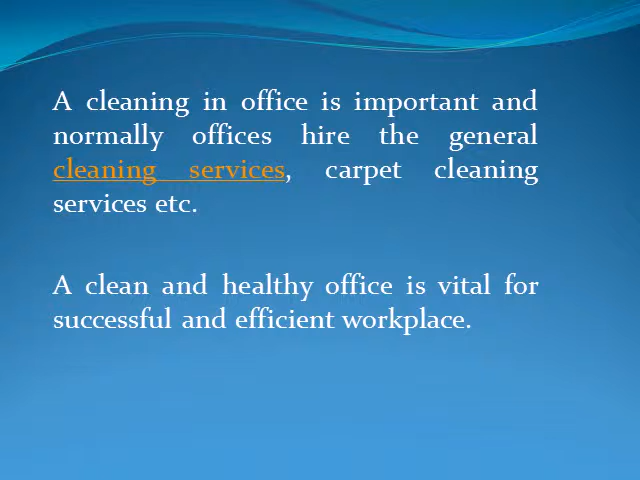 A cleaning in office is important and
normally offices hire the general
cleaning services, carpet cleaning
services etc.
A clean and healthy office is vital for
successful and efficient workplace.